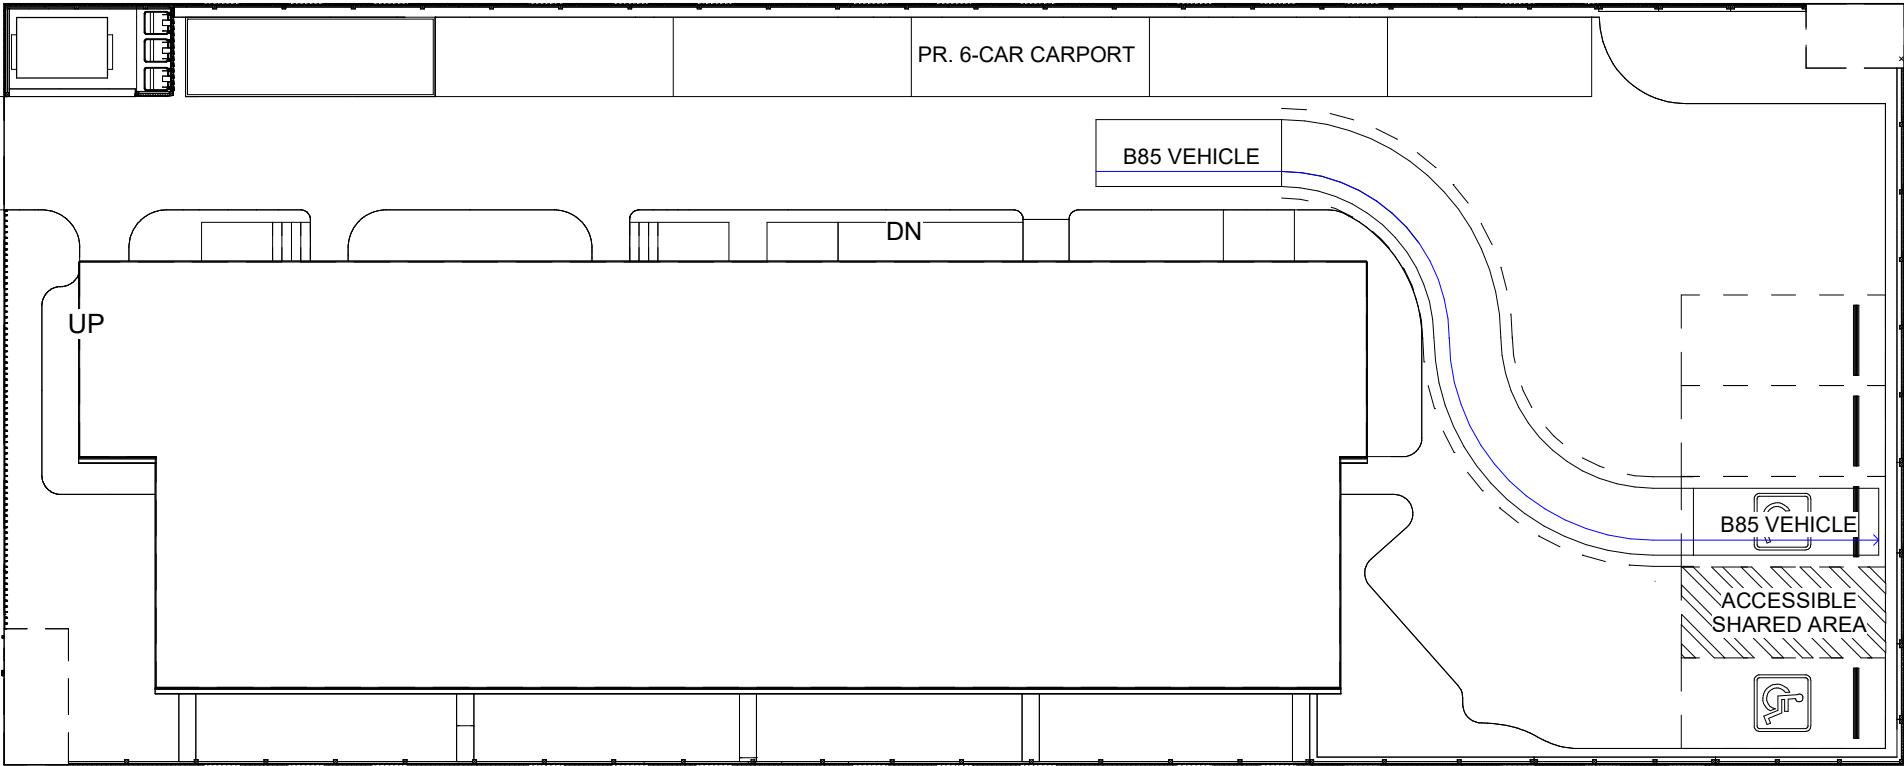 PR. 6-CAR CARPORT
B85 VEHICLE
DN
UP
B85 VEHICLE
ACCESSIBLE
SHARED AREA